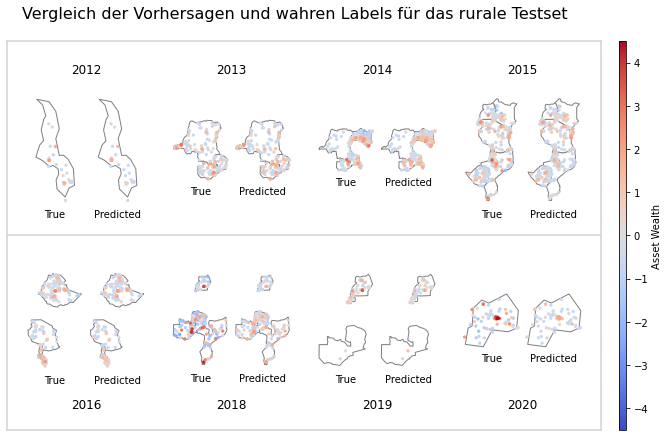 Vergleich der Vorhersagen und wahren Labels für das rurale Testset
2012 2013 2014 2015
True Predicted True Predicted True Predicted True Predicted
True Predicted True Predicted True Predicted True Predicted
2016 2018 2019 2020
4
3
2
1
0
−1
−2
−3
−4
Asset Wealth